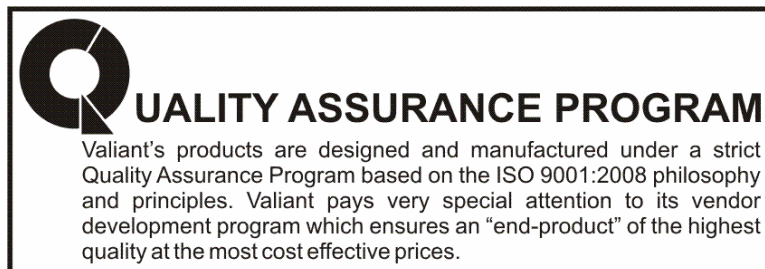 QUALITY ASSURANCE PROGRAM
Valiant's products are designed and manufactured under a strict
Quality Assurance Program based on the ISO 9001:2008 philosophy
and principles. Valiant pays very special attention to its vendor
development program which ensures an “end-product” of the highest
quality at the most cost effective prices.